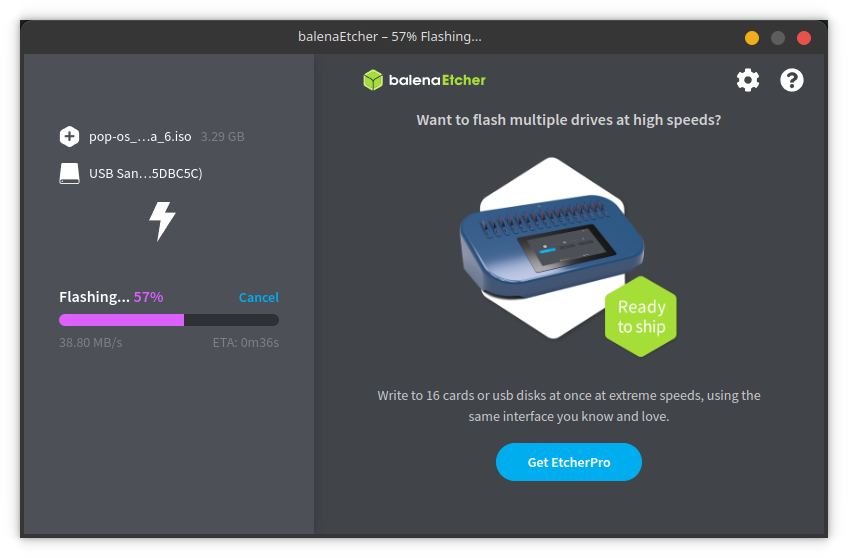 balenaEtcher – 57% Flashing...
pop-os_...a_6.iso 3.29 GB
USB San...5DBC5C)
Flashing... 57% Cancel
38.80 MB/s ETA: 0m36s
balenaEtcher
Want to flash multiple drives at high speeds?
Ready
to ship
Write to 16 cards or usb disks at once at extreme speeds, using the
same interface you know and love.
Get EtcherPro